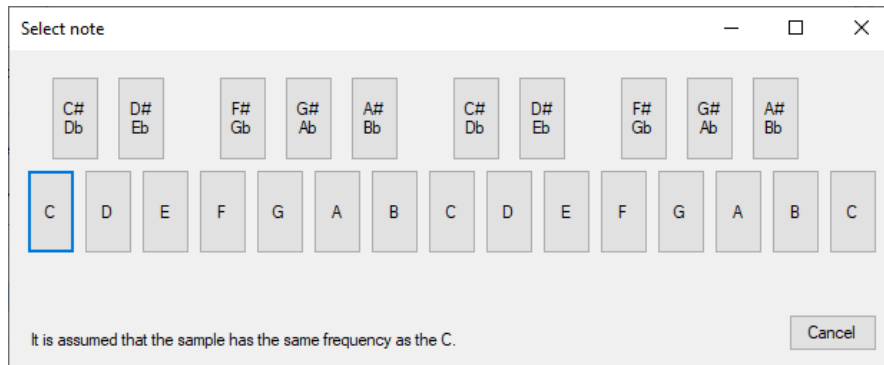 Select note
C# D# F# G# A# C# D# F# G# A#
Db Eb Gb Ab Bb Db Eb Gb Ab Bb
C D E F G A B C D E F G A B C
It is assumed that the sample has the same frequency as the C.
Cancel